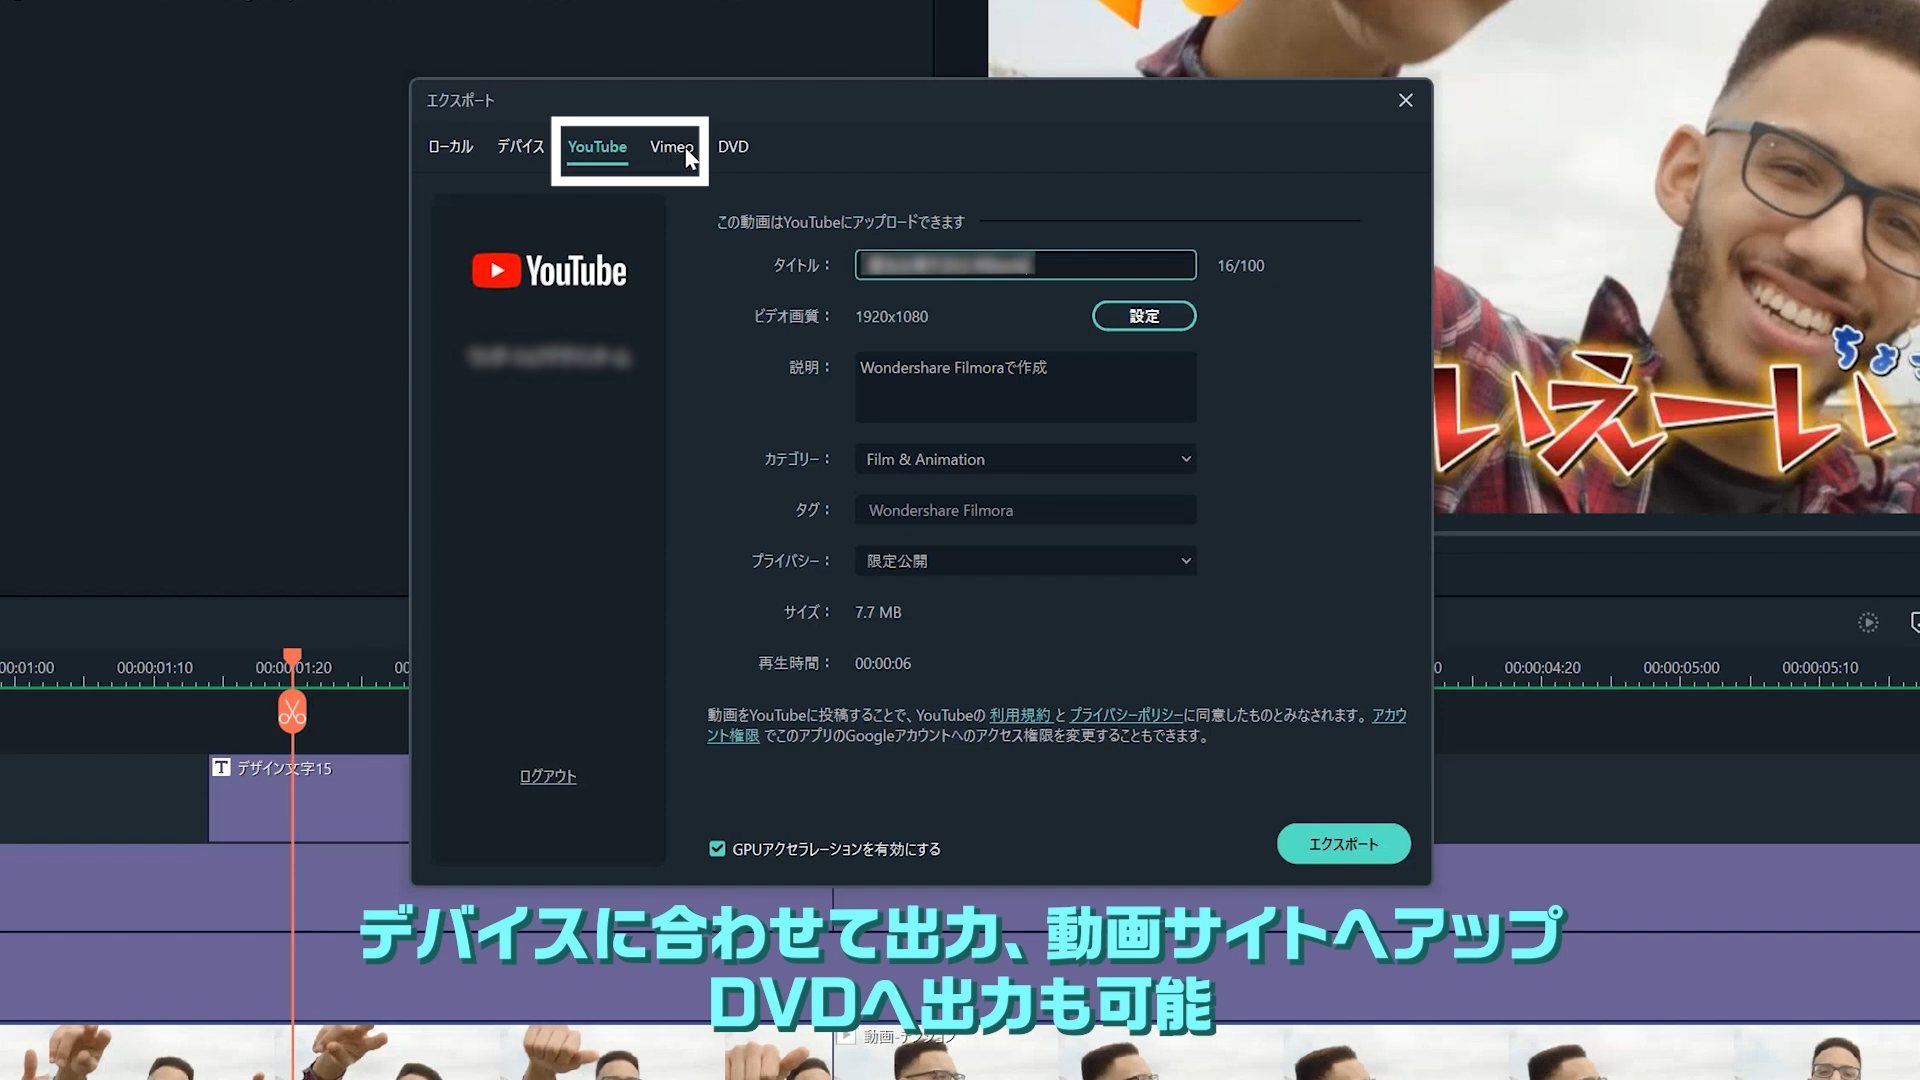 エクスポート
ローカル デバイス YouTube Vimeo DVD
YouTube
この動画はYouTubeにアップロードできます
タイトル： 16/100
ビデオ画質： 1920x1080 設定
説明： Wondershare Filmoraで作成
カテゴリー： Film & Animation
タグ： Wondershare Filmora
プライバシー： 限定公開
サイズ： 7.7 MB
再生時間： 00:00:06
動画をYouTubeに投稿することで、YouTubeの 利用規約 と プライバシーポリシーに同意したものとみなされます。 アカウ
ント権限 でこのアプリのGoogleアカウントへのアクセス権限を変更することもできます。
ログアウト
GPUアクセラレーションを有効にする
エクスポート
ちょ
いえーい
00:00:01:10 00:00:01:20 00:00:04:20 00:00:05:00 00:00:05:10
T デザイン文字15
デバイスに合わせて出力、動画サイトへアップ
DVDへ出力も可能